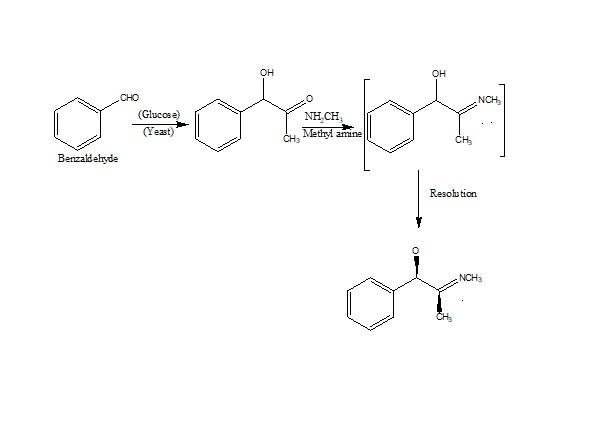 OH
OH
CHO
O
(Glucose)
(Yeast)
NH2CH3
NCH3
CH3
Methyl amine
CH3
Benzaldehyde
Resolution
O
NCH3
CH3